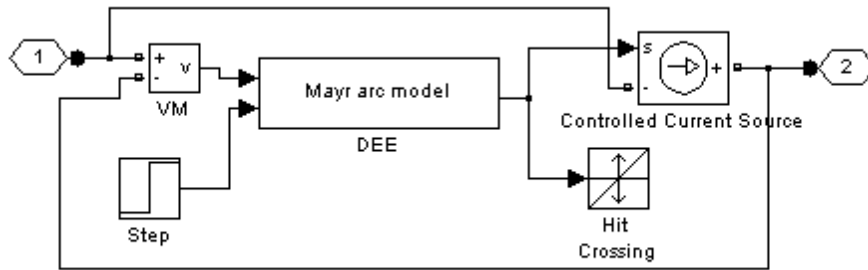 1
+
-
v
VM
Mayr arc model
DEE
Step
s
-
+
Controlled Current Source
2
Hit
Crossing